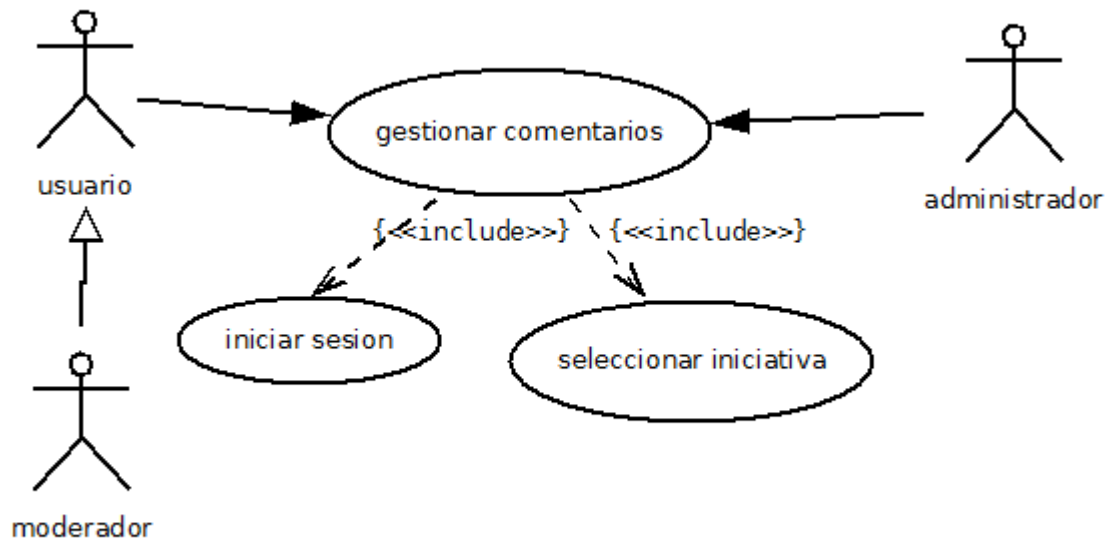 gestionar comentarios
usuario
administrador
{<<include>>}
{<<include>>}
iniciar sesion
seleccionar iniciativa
moderador